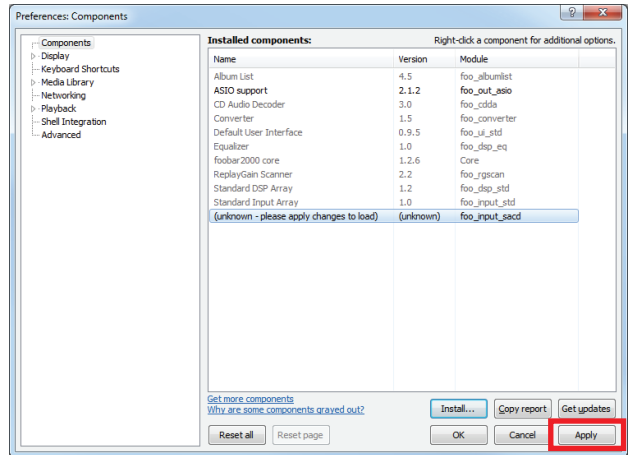 Preferences: Components
Components
Display
Keyboard Shortcuts
Media Library
Networking
Playback
Shell Integration
Advanced
Installed components: Right-click a component for additional options.
Name Version Module
Album List 4.5 foo_albumlist
ASIO support 2.1.2 foo_out_asio
CD Audio Decoder 3.0 foo_cdda
Converter 1.5 foo_converter
Default User Interface 0.9.5 foo_ui_std
Equalizer 1.0 foo_dsp_eq
foobar2000 core 1.2.6 Core
ReplayGain Scanner 2.2 foo_rgscan
Standard DSP Array 1.2 foo_dsp_std
Standard Input Array 1.0 foo_input_std
(unknown - please apply changes to load) (unknown) foo_input_sacd
Get more components
Why are some components grayed out?
Install... Copy report Get updates
Reset all Reset page OK Cancel Apply